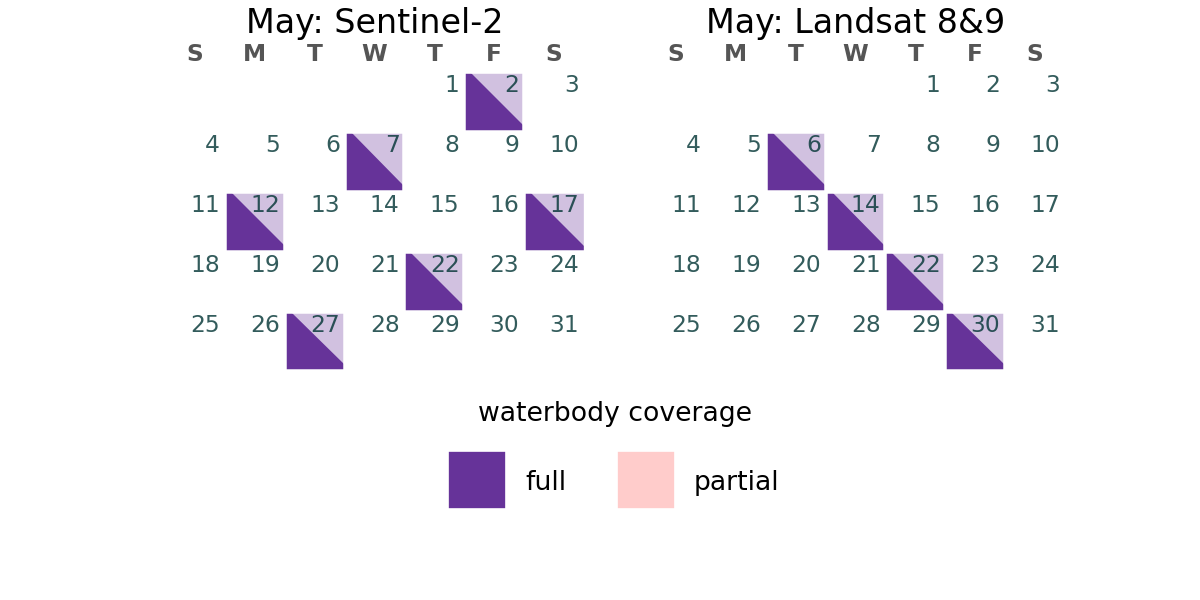 May: Sentinel-2
S M T W T F S
1 2 3
4 5 6 7 8 9 10
11 12 13 14 15 16 17
18 19 20 21 22 23 24
25 26 27 28 29 30 31
May: Landsat 8&9
S M T W T F S
1 2 3
4 5 6 7 8 9 10
11 12 13 14 15 16 17
18 19 20 21 22 23 24
25 26 27 28 29 30 31
waterbody coverage
full partial